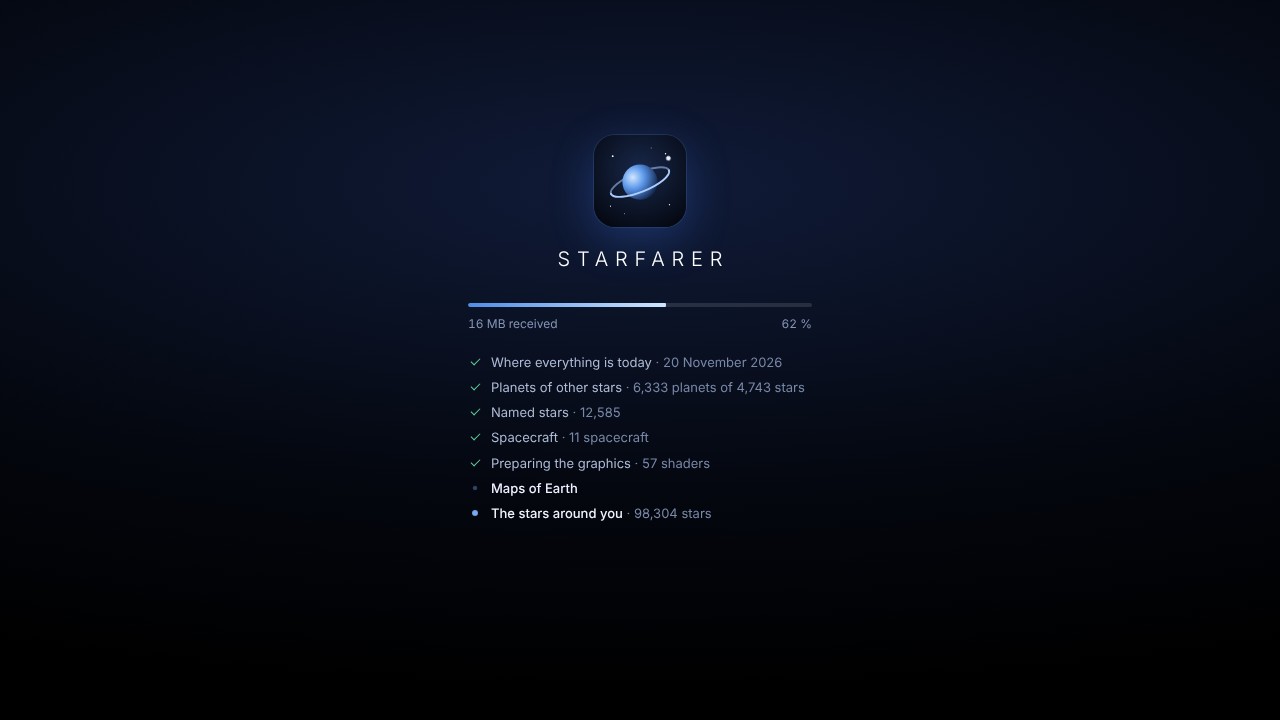 STARFARER
16 MB received 62 %
Where everything is today · 20 November 2026
Planets of other stars · 6,333 planets of 4,743 stars
Named stars · 12,585
Spacecraft · 11 spacecraft
Preparing the graphics · 57 shaders
Maps of Earth
The stars around you · 98,304 stars